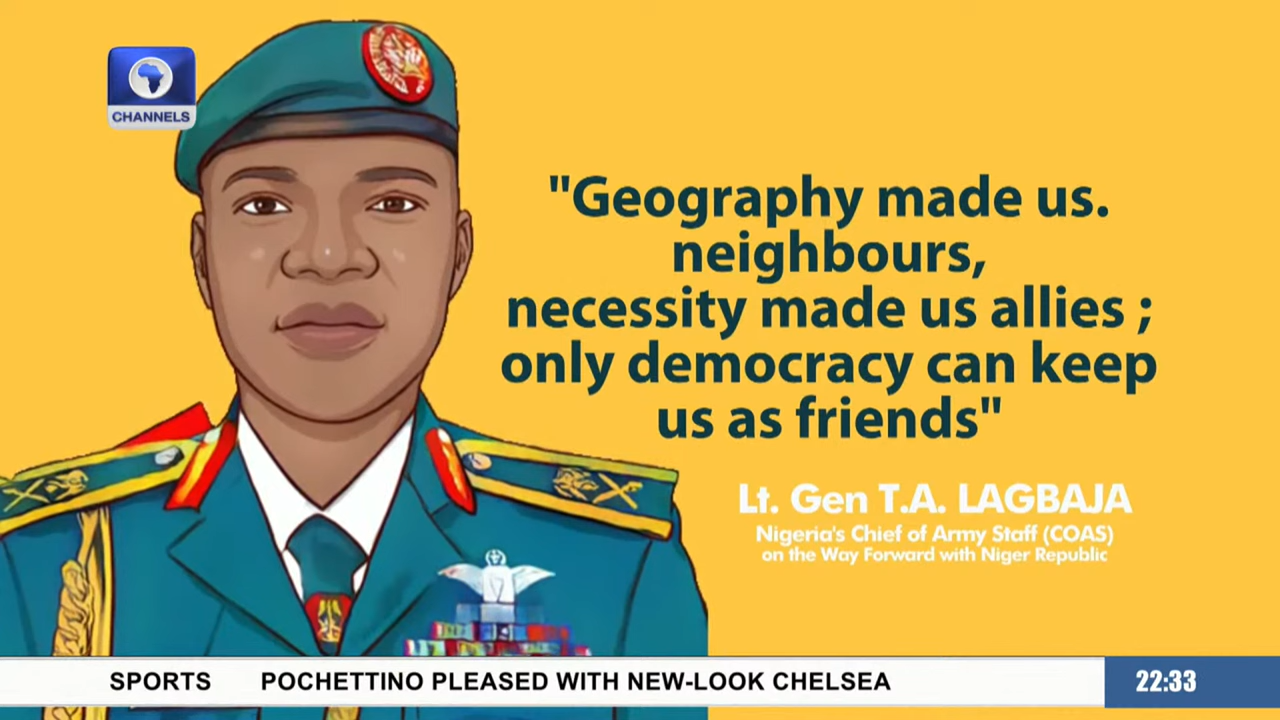 CHANNELS
"Geography made us.
neighbours,
necessity made us allies ;
only democracy can keep
us as friends"
Lt. Gen T.A. LAGBAJA
Nigeria's Chief of Army Staff (COAS)
on the Way Forward with Niger Republic
SPORTS POCHETTINO PLEASED WITH NEW-LOOK CHELSEA 22:33